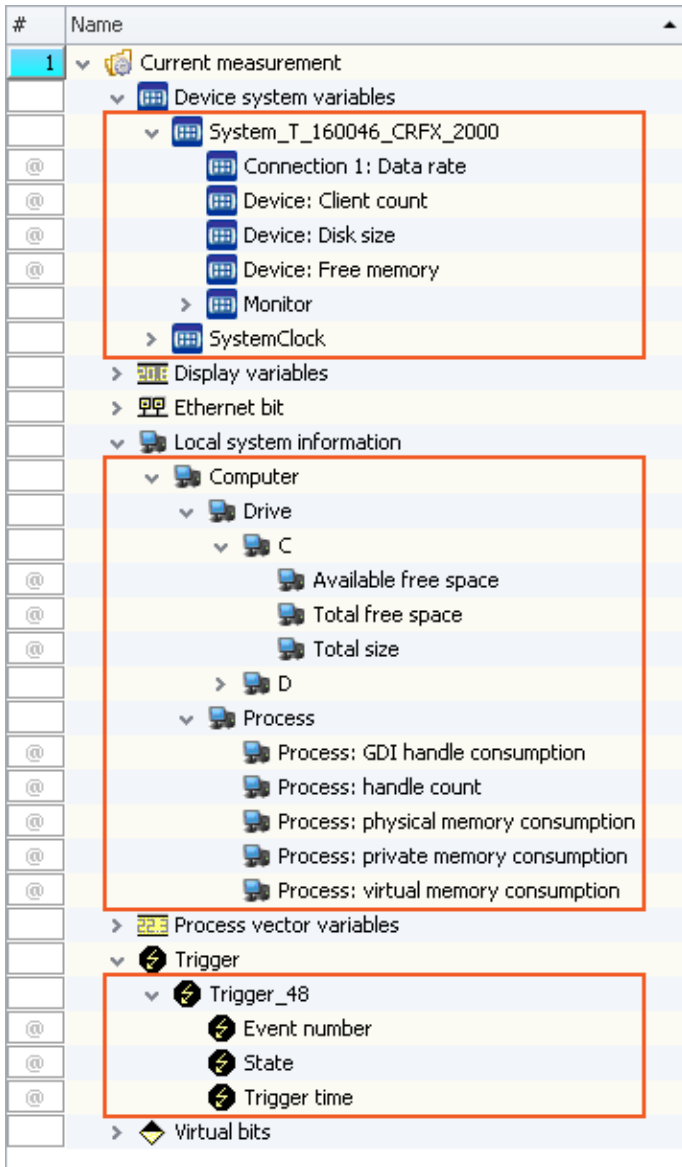 # Name
1 Current measurement
Device system variables
System_T_160046_CRFX_2000
@ Connection 1: Data rate
@ Device: Client count
@ Device: Disk size
@ Device: Free memory
Monitor
SystemClock
Display variables
Ethernet bit
Local system information
Computer
Drive
C
@ Available free space
@ Total free space
@ Total size
D
Process
@ Process: GDI handle consumption
@ Process: handle count
@ Process: physical memory consumption
@ Process: private memory consumption
@ Process: virtual memory consumption
22.3 Process vector variables
Trigger
Trigger_48
@ Event number
@ State
@ Trigger time
Virtual bits